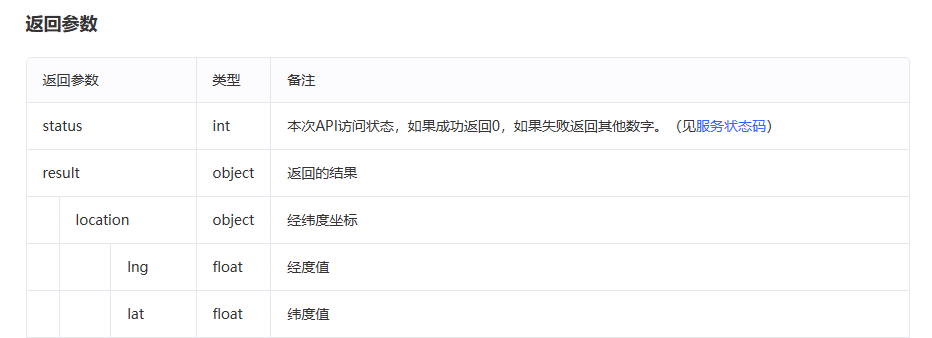 返回参数
返回参数 类型 备注
status int 本次API访问状态，如果成功返回0，如果失败返回其他数字。（见服务状态码）
result object 返回的结果
location object 经纬度坐标
lng float 经度值
lat float 纬度值